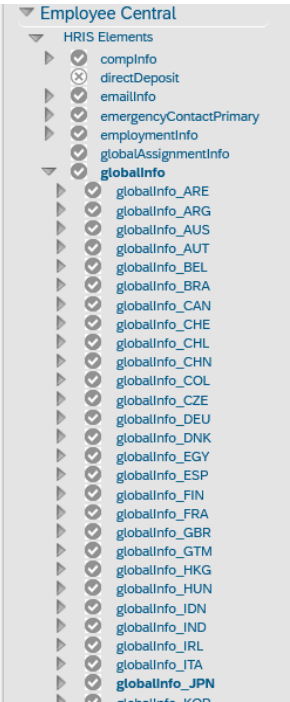 Employee Central
HRIS Elements
compInfo
directDeposit
emailInfo
emergencyContactPrimary
employmentInfo
globalAssignmentInfo
globalInfo
globalInfo_ARE
globalInfo_ARG
globalInfo_AUS
globalInfo_AUT
globalInfo_BEL
globalInfo_BRA
globalInfo_CAN
globalInfo_CHE
globalInfo_CHL
globalInfo_CHN
globalInfo_COL
globalInfo_CZE
globalInfo_DEU
globalInfo_DNK
globalInfo_EGY
globalInfo_ESP
globalInfo_FIN
globalInfo_FRA
globalInfo_GBR
globalInfo_GTM
globalInfo_HKG
globalInfo_HUN
globalInfo_IDN
globalInfo_IND
globalInfo_IRL
globalInfo_ITA
globalInfo_JPN